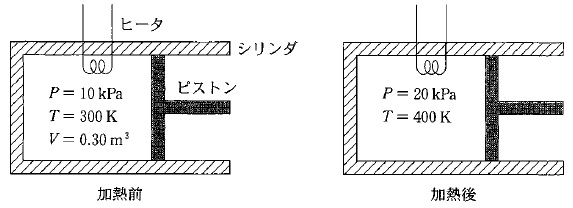 ヒータ
シリンダ
ピストン
P = 10 kPa
T = 300 K
V = 0.30 m³
加熱前
P = 20 kPa
T = 400 K
加熱後